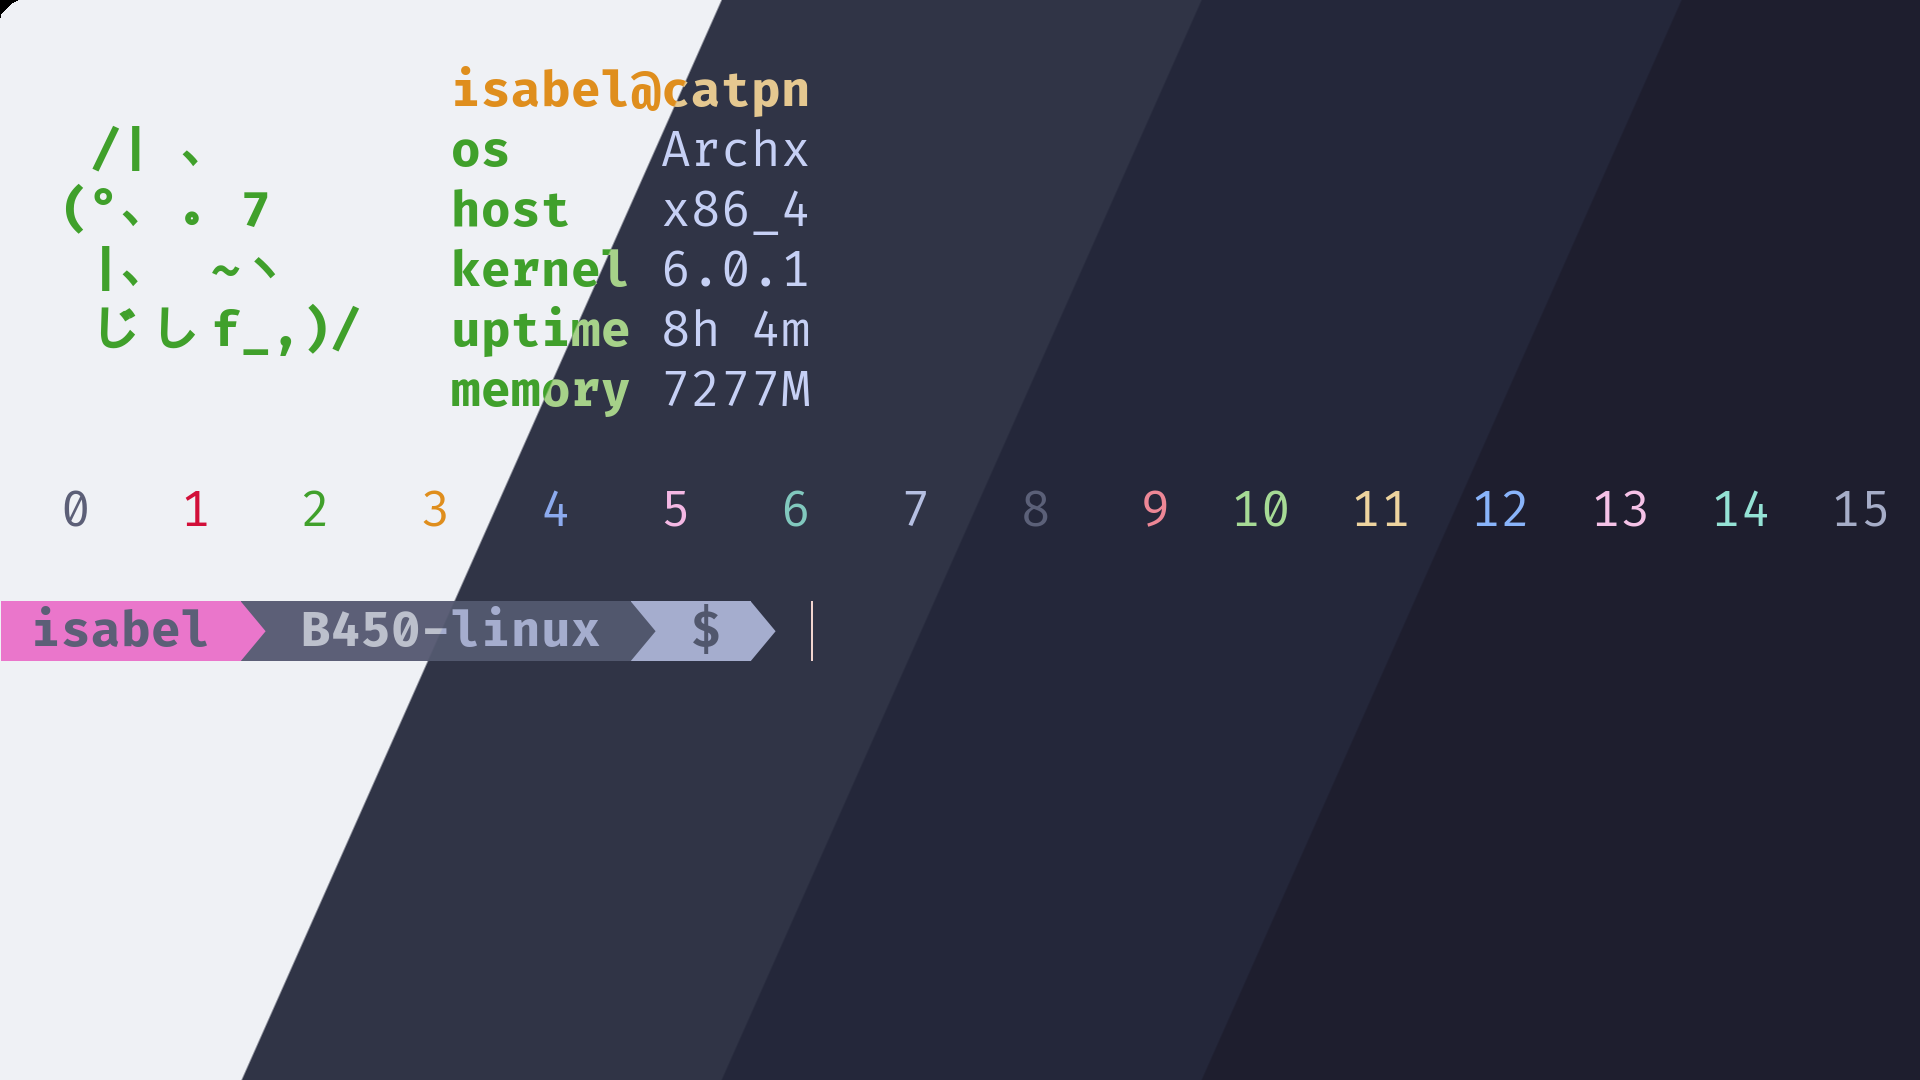 isabel@catpn
/| 、 os Archx
(°、 。 7 host x86_4
|、 ~ヽ kernel 6.0.1
じしf_,)/ uptime 8h 4m
memory 7277M
0 1 2 3 4 5 6 7 8 9 10 11 12 13 14 15
isabel B450-linux $